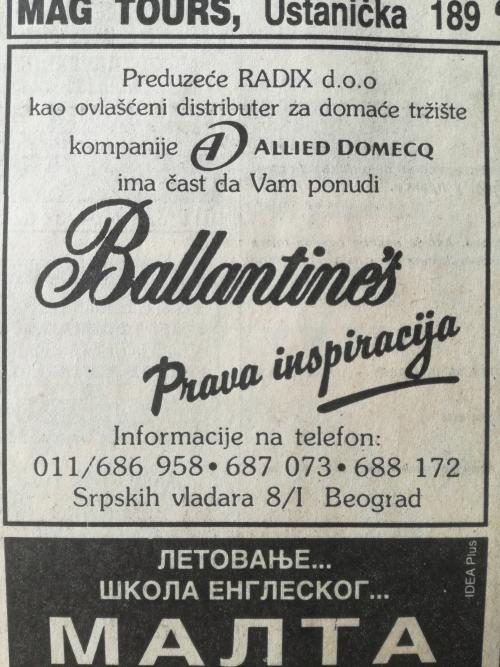 MAG TOURS, Ustanička 189
Preduzeće RADIX d.o.o
kao ovlašćeni distributer za domaće tržište
kompanije AD ALLIED DOMECQ
ima čast da Vam ponudi
Ballantine's
Prava inspiracija
Informacije na telefon:
011/686 958 • 687 073 • 688 172
Srpskih vladara 8/I Beograd
IDEA Plus
ЛЕТОВАЊЕ...
ШКОЛА ЕНГЛЕСКОГ...
МАЛТА